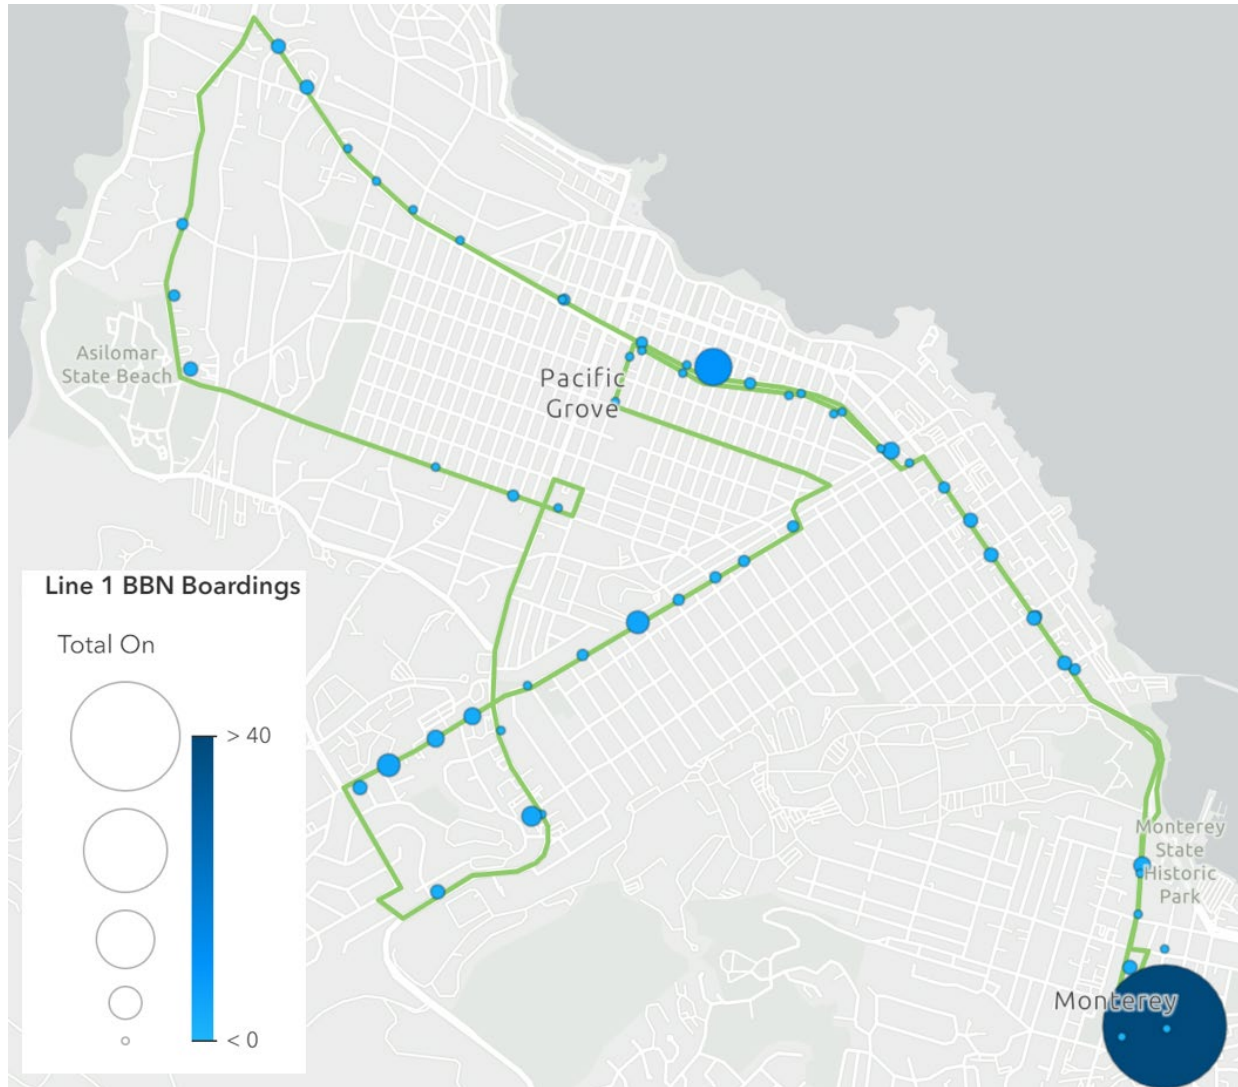 Asilomar
State Beach
Pacific
Grove
Line 1 BBN Boardings
Total On
> 40
< 0
Monterey
State
Historic
Park
Monterey